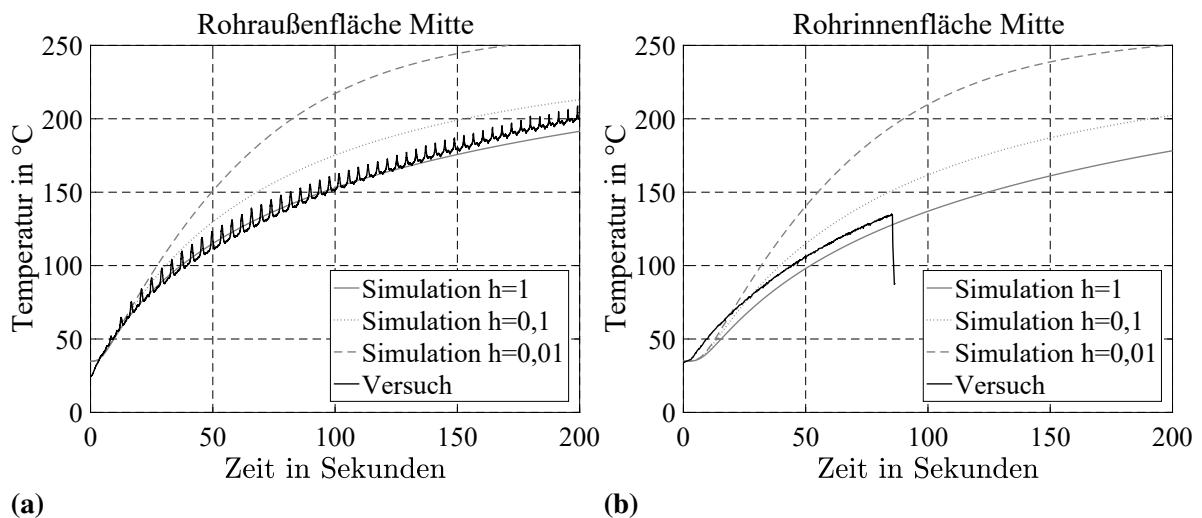 Rohraußenfläche Mitte
Temperatur in °C
250
200
150
100
50
0
0 50 100 150 200
Zeit in Sekunden
Simulation h=1
Simulation h=0,1
Simulation h=0,01
Versuch
(a)
Rohrinnenfläche Mitte
Temperatur in °C
250
200
150
100
50
0
0 50 100 150 200
Zeit in Sekunden
Simulation h=1
Simulation h=0,1
Simulation h=0,01
Versuch
(b)